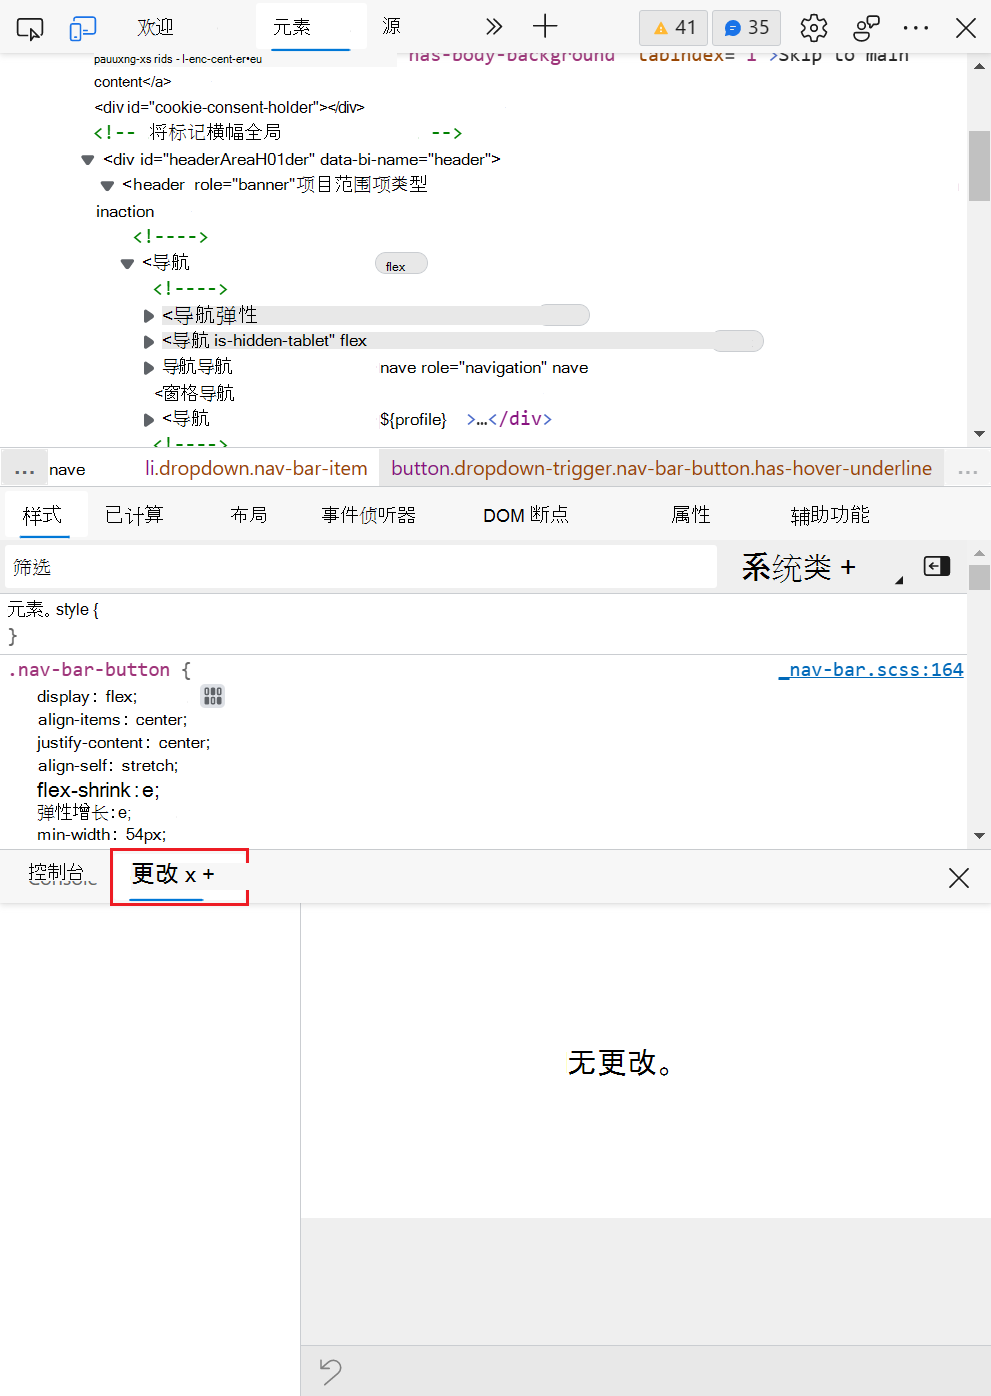 欢迎 元素 源 41 35
pauuxng-xs rids - l-enc-cent-er•eu has-body-background tabindex="1">Skip to main
content</a>
<div id="cookie-consent-holder"></div>
<!-- 将标记横幅全局 -->
<div id="headerAreaH01der" data-bi-name="header">
<header role="banner"项目范围项类型
inaction
<!---->
<导航 flex
<!---->
<导航弹性
<导航 is-hidden-tablet" flex
导航导航 nave role="navigation" nave
<窗格导航
<导航 ${profile} >…</div>
<!---->
... nave li.dropdown.nav-bar-item button.dropdown-trigger.nav-bar-button.has-hover-underline ...
样式 已计算 布局 事件侦听器 DOM 断点 属性 辅助功能
筛选 系统类 +
元素。style {
}
.nav-bar-button { _nav-bar.scss:164
display: flex;
align-items: center;
justify-content: center;
align-self: stretch;
flex-shrink:e;
弹性增长:e;
min-width: 54px;
控制台 更改 x +
无更改。